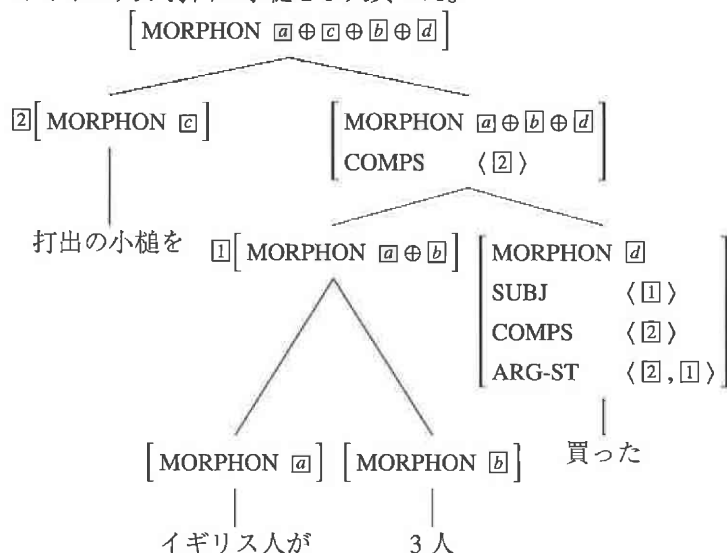 [MORPHON a ⊕ c ⊕ b ⊕ d]
2[MORPHON c]
[MORPHON a ⊕ b ⊕ d
COMPS 〈 2 〉]
打出の小槌を
1[MORPHON a ⊕ b]
[MORPHON d
SUBJ 〈 1 〉
COMPS 〈 2 〉
ARG-ST 〈 2 , 1 〉]
[MORPHON a] [MORPHON b]
買った
イギリス人が 3人